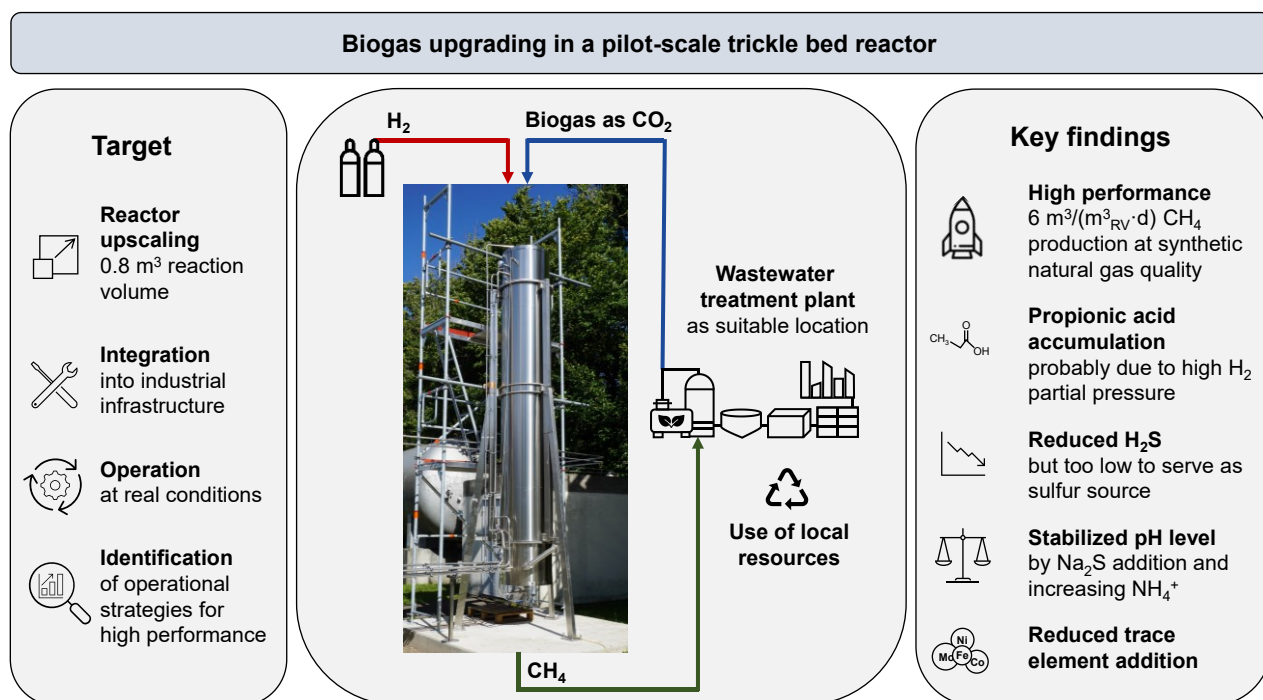 Biogas upgrading in a pilot-scale trickle bed reactor
Target
Reactor
upscaling
0.8 m³ reaction
volume
Integration
into industrial
infrastructure
Operation
at real conditions
Identification
of operational
strategies for
high performance
H₂
Biogas as CO₂
Wastewater
treatment plant
as suitable location
Use of local
resources
CH₄
Key findings
High performance
6 m³/(m³RV·d) CH₄
production at synthetic
natural gas quality
CH₃
O
OH
Propionic acid
accumulation
probably due to high H₂
partial pressure
Reduced H₂S
but too low to serve as
sulfur source
Stabilized pH level
by Na₂S addition and
increasing NH₄⁺
Ni
Mo Fe Co
Reduced trace
element addition